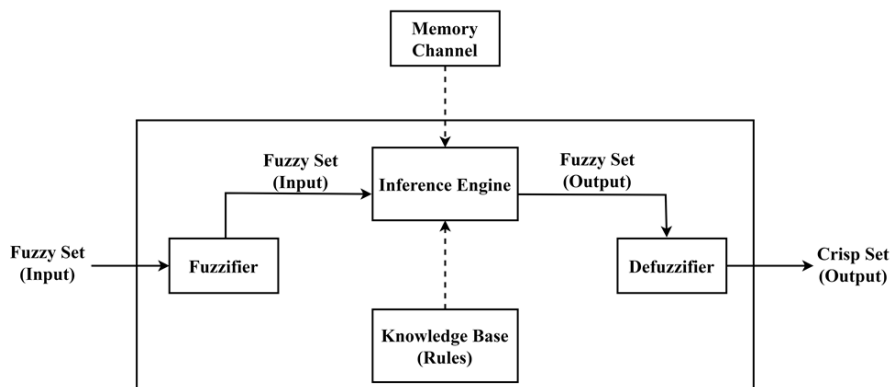 Memory
Channel
Fuzzy Set
(Input)
Inference Engine
Fuzzy Set
(Output)
Fuzzy Set
(Input)
Fuzzifier
Defuzzifier
Crisp Set
(Output)
Knowledge Base
(Rules)